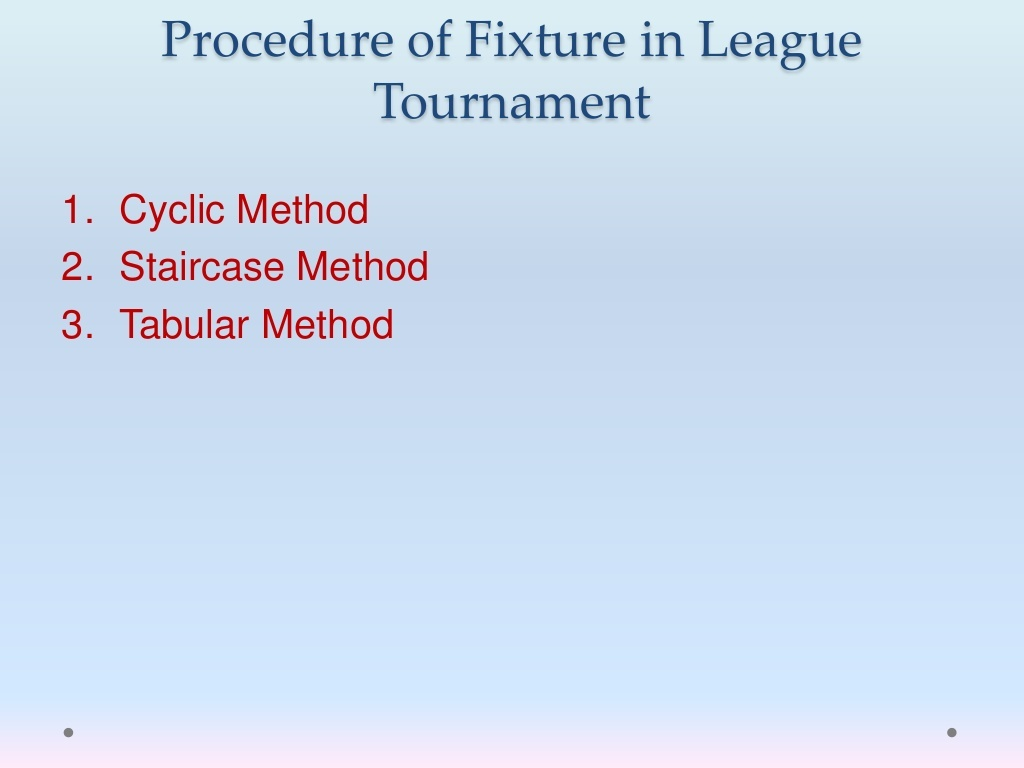 Procedure of Fixture in League
Tournament
1. Cyclic Method
2. Staircase Method
3. Tabular Method